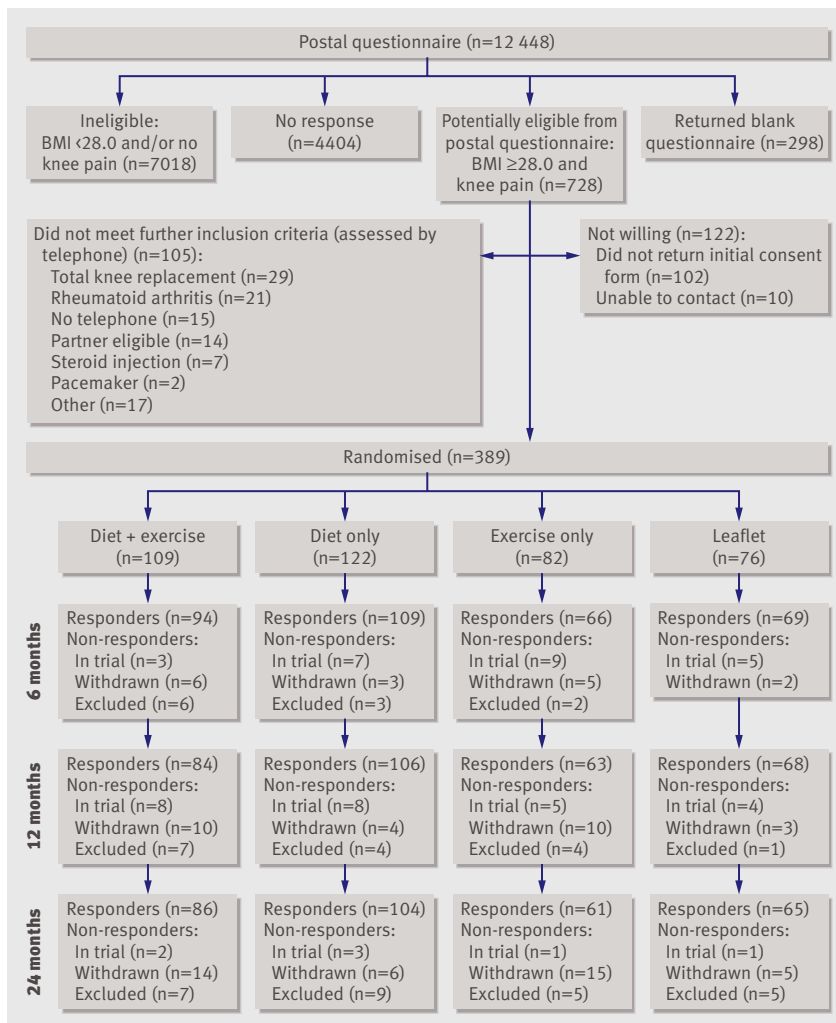 Postal questionnaire (n=12 448)
Ineligible:
BMI <28.0 and/or no
knee pain (n=7018)
No response
(n=4404)
Potentially eligible from
postal questionnaire:
BMI ≥28.0 and
knee pain (n=728)
Returned blank
questionnaire (n=298)
Did not meet further inclusion criteria (assessed by
telephone) (n=105):
Total knee replacement (n=29)
Rheumatoid arthritis (n=21)
No telephone (n=15)
Partner eligible (n=14)
Steroid injection (n=7)
Pacemaker (n=2)
Other (n=17)
Not willing (n=122):
Did not return initial consent
form (n=102)
Unable to contact (n=10)
Randomised (n=389)
Diet + exercise
(n=109)
Diet only
(n=122)
Exercise only
(n=82)
Leaflet
(n=76)
6 months
Responders (n=94)
Non-responders:
In trial (n=3)
Withdrawn (n=6)
Excluded (n=6)
Responders (n=109)
Non-responders:
In trial (n=7)
Withdrawn (n=3)
Excluded (n=3)
Responders (n=66)
Non-responders:
In trial (n=9)
Withdrawn (n=5)
Excluded (n=2)
Responders (n=69)
Non-responders:
In trial (n=5)
Withdrawn (n=2)
12 months
Responders (n=84)
Non-responders:
In trial (n=8)
Withdrawn (n=10)
Excluded (n=7)
Responders (n=106)
Non-responders:
In trial (n=8)
Withdrawn (n=4)
Excluded (n=4)
Responders (n=63)
Non-responders:
In trial (n=5)
Withdrawn (n=10)
Excluded (n=4)
Responders (n=68)
Non-responders:
In trial (n=4)
Withdrawn (n=3)
Excluded (n=1)
24 months
Responders (n=86)
Non-responders:
In trial (n=2)
Withdrawn (n=14)
Excluded (n=7)
Responders (n=104)
Non-responders:
In trial (n=3)
Withdrawn (n=6)
Excluded (n=9)
Responders (n=61)
Non-responders:
In trial (n=1)
Withdrawn (n=15)
Excluded (n=5)
Responders (n=65)
Non-responders:
In trial (n=1)
Withdrawn (n=5)
Excluded (n=5)